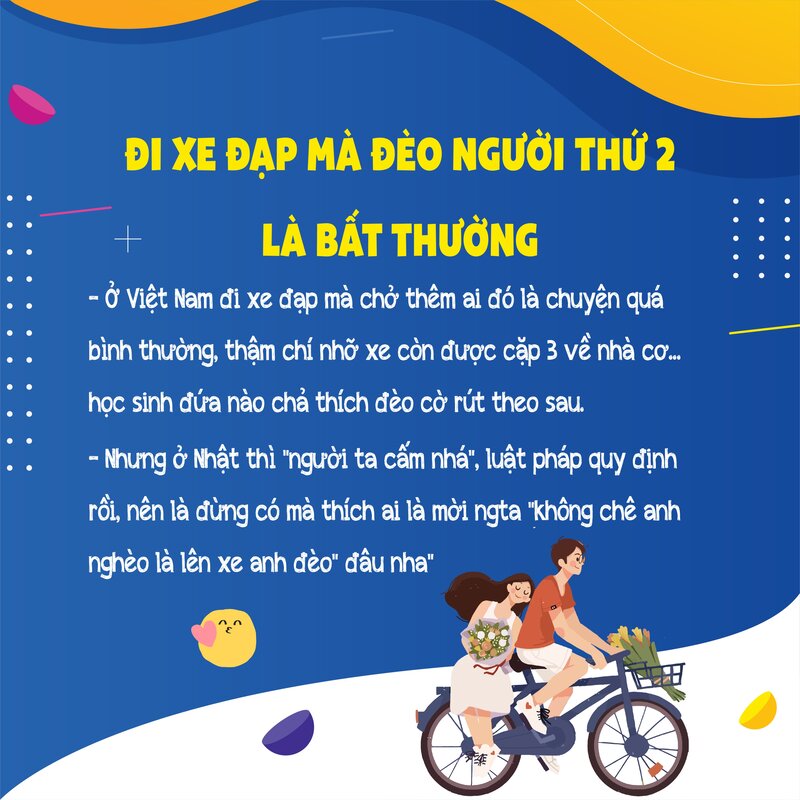 ĐI XE ĐẠP MÀ ĐÈO NGƯỜI THỨ 2
LÀ BẤT THƯỜNG
- Ở Việt Nam đi xe đạp mà chở thêm ai đó là chuyện quá
bình thường, thậm chí nhỡ xe còn được cặp 3 về nhà cơ...
học sinh đứa nào chả thích đèo cờ rút theo sau.
- Nhưng ở Nhật thì "người ta cấm nhá", luật pháp quy định
rồi, nên là đừng có mà thích ai là mời ngta "không chê anh
nghèo là lên xe anh đèo" đâu nha"